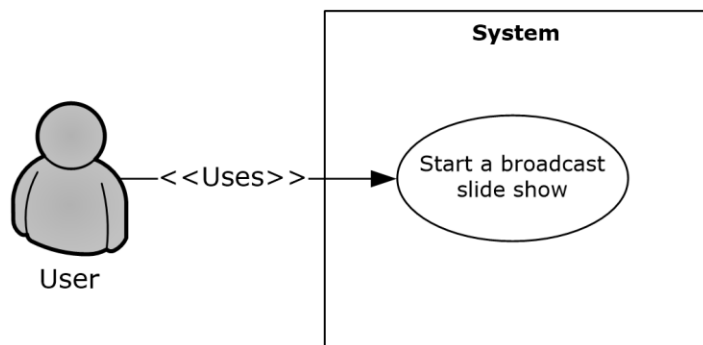 System
<<Uses>>
Start a broadcast
slide show
User